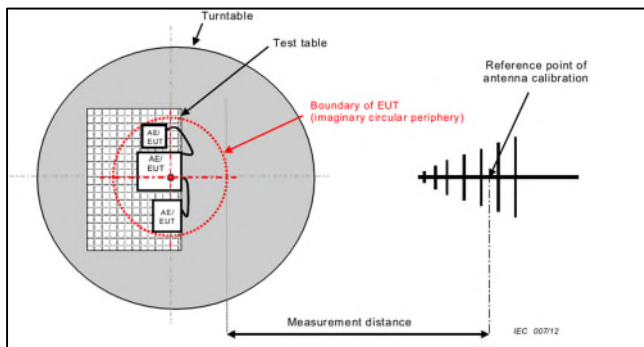 Turntable
Test table
Reference point of
antenna calibration
Boundary of EUT
(imaginary circular periphery)
AE/
EUT
AE/
EUT
AE/
EUT
Measurement distance
IEC 007/12